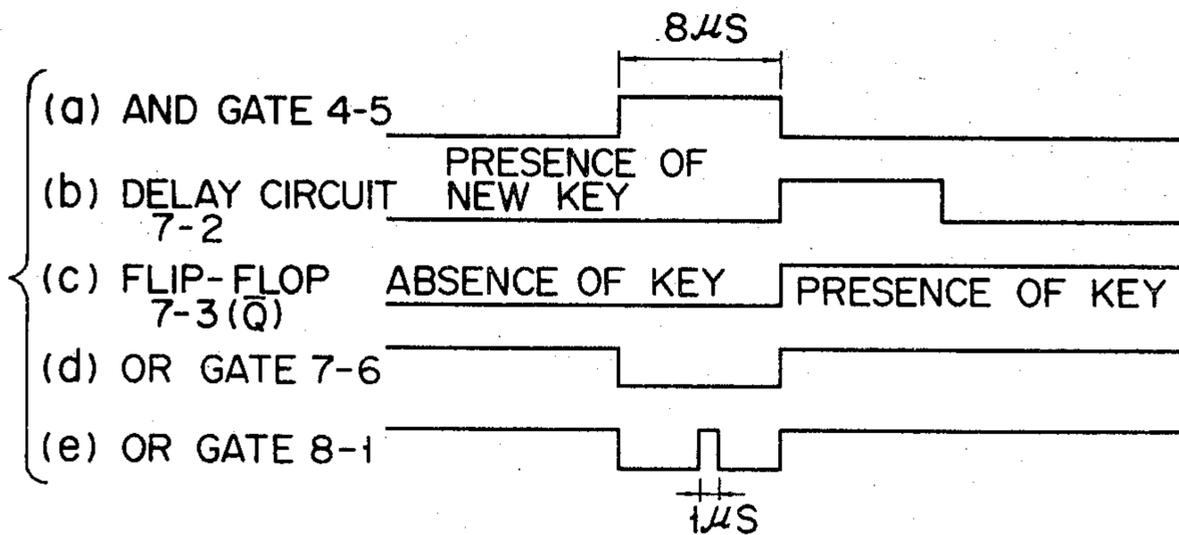 8μS
(a) AND GATE 4-5
PRESENCE OF
NEW KEY
(b) DELAY CIRCUIT
7-2
(c) FLIP-FLOP
7-3(Q̄)
ABSENCE OF KEY
PRESENCE OF KEY
(d) OR GATE 7-6
(e) OR GATE 8-1
1μS